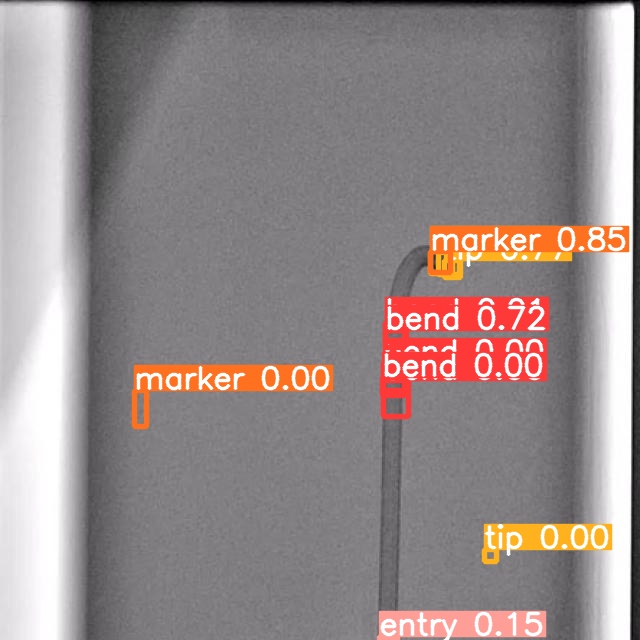 marker 0.85
bend 0.72
bend 0.00
marker 0.00
tip 0.00
entry 0.15